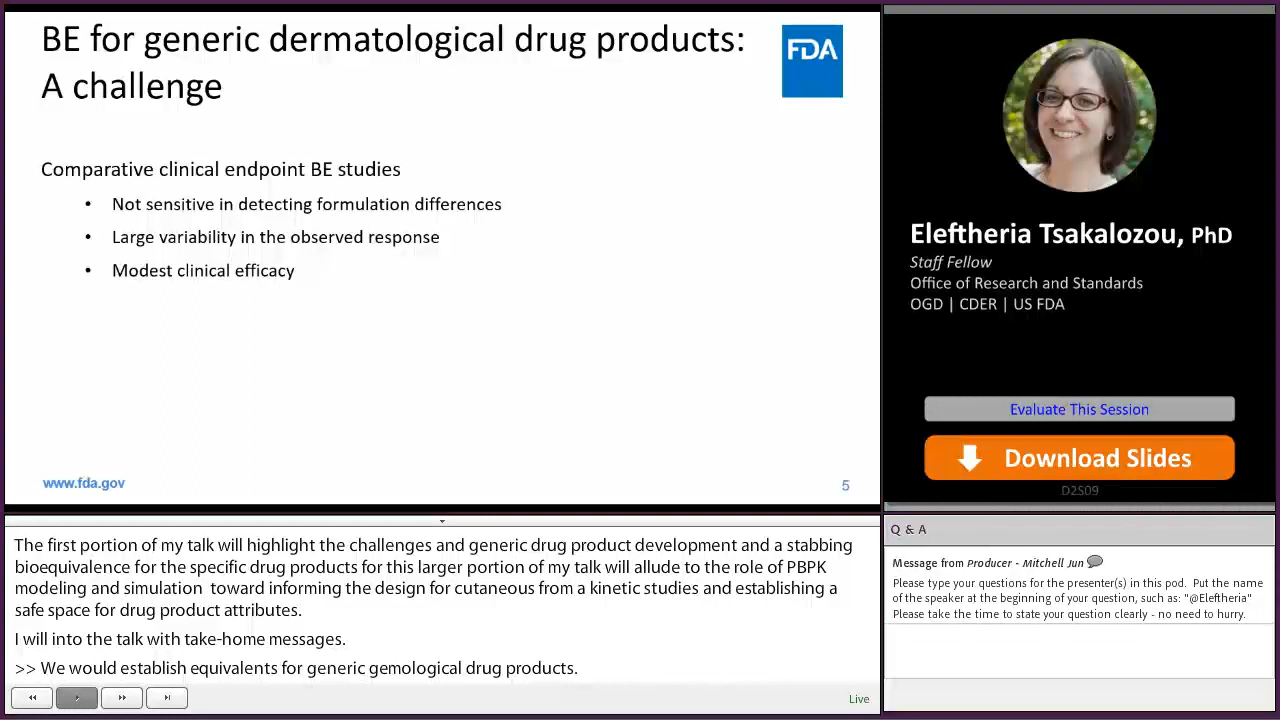 BE for generic dermatological drug products:
A challenge
FDA
Comparative clinical endpoint BE studies
• Not sensitive in detecting formulation differences
• Large variability in the observed response
• Modest clinical efficacy
www.fda.gov
5
Eleftheria Tsakalozou, PhD
Staff Fellow
Office of Research and Standards
OGD | CDER | US FDA
Evaluate This Session
Download Slides
D2S09
The first portion of my talk will highlight the challenges and generic drug product development and a stabbing
bioequivalence for the specific drug products for this larger portion of my talk will allude to the role of PBPK
modeling and simulation  toward informing the design for cutaneous from a kinetic studies and establishing a
safe space for drug product attributes.
I will into the talk with take-home messages.
>> We would establish equivalents for generic gemological drug products.
Live
Q & A
Message from Producer - Mitchell Jun
Please type your questions for the presenter(s) in this pod.  Put the name
of the speaker at the beginning of your question, such as: "@Eleftheria"
Please take the time to state your question clearly - no need to hurry.